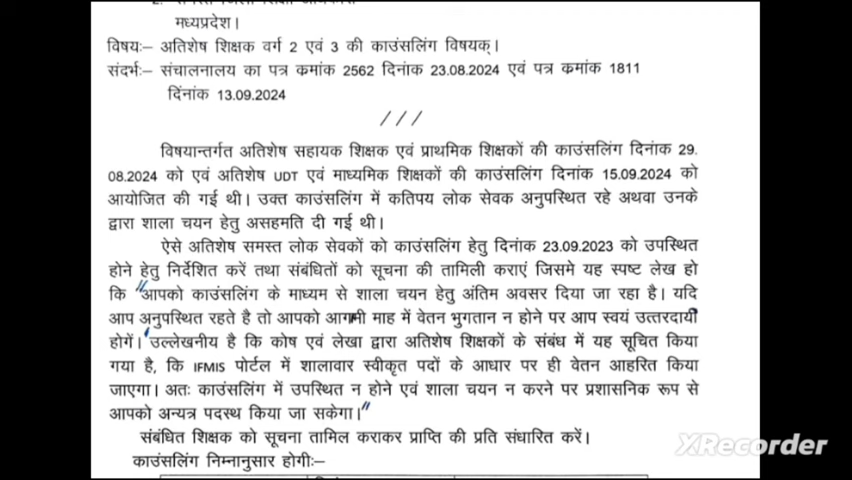 2. समस्त जिला शिक्षा अधिकारी
मध्यप्रदेश।
विषयः– अतिशेष शिक्षक वर्ग 2 एवं 3 की काउंसलिंग विषयक्।
संदर्भः– संचालनालय का पत्र क्रमांक 2562 दिनांक 23.08.2024 एवं पत्र क्रमांक 1811
दिंनांक 13.09.2024
///
विषयान्तर्गत अतिशेष सहायक शिक्षक एवं प्राथमिक शिक्षकों की काउंसलिंग दिनांक 29.
08.2024 को एवं अतिशेष UDT एवं माध्यमिक शिक्षकों की काउंसलिंग दिनांक 15.09.2024 को
आयोजित की गई थी। उक्त काउंसलिंग में कतिपय लोक सेवक अनुपस्थित रहे अथवा उनके
द्वारा शाला चयन हेतु असहमति दी गई थी।
ऐसे अतिशेष समस्त लोक सेवकों को काउंसलिंग हेतु दिनांक 23.09.2023 को उपस्थित
होने हेतु निर्देशित करें तथा संबंधितों को सूचना की तामिली कराएं जिसमे यह स्पष्ट लेख हो
कि "आपको काउंसलिंग के माध्यम से शाला चयन हेतु अंतिम अवसर दिया जा रहा है। यदि
आप अनुपस्थित रहते है तो आपको आगामी माह में वेतन भुगतान न होने पर आप स्वयं उत्तरदायी
होगें। उल्लेखनीय है कि कोष एवं लेखा द्वारा अतिशेष शिक्षकों के संबंध में यह सूचित किया
गया है, कि IFMIS पोर्टल में शालावार स्वीकृत पदों के आधार पर ही वेतन आहरित किया
जाएगा। अतः काउंसलिंग में उपस्थित न होने एवं शाला चयन न करने पर प्रशासनिक रूप से
आपको अन्यत्र पदस्थ किया जा सकेगा।"
संबंधित शिक्षक को सूचना तामिल कराकर प्राप्ति की प्रति संधारित करें।
काउंसलिंग निम्नानुसार होगीः–
XRecorder